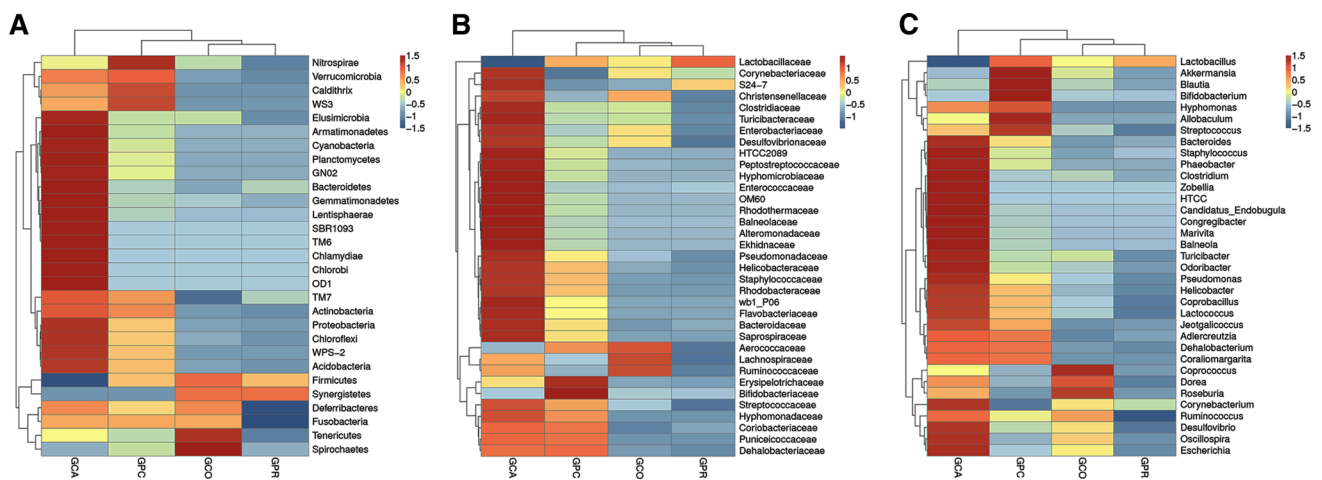 A
1.5
1
0.5
0
−0.5
−1
−1.5
Nitrospirae
Verrucomicrobia
Caldithrix
WS3
Elusimicrobia
Armatimonadetes
Cyanobacteria
Planctomycetes
GN02
Bacteroidetes
Gemmatimonadetes
Lentisphaerae
SBR1093
TM6
Chlamydiae
Chlorobi
OD1
TM7
Actinobacteria
Proteobacteria
Chloroflexi
WPS−2
Acidobacteria
Firmicutes
Synergistetes
Deferribacteres
Fusobacteria
Tenericutes
Spirochaetes
GCA GPC GCO GPR
B
1
0.5
0
−0.5
−1
Lactobacillaceae
Corynebacteriaceae
S24−7
Christensenellaceae
Clostridiaceae
Turicibacteraceae
Enterobacteriaceae
Desulfovibrionaceae
HTCC2089
Peptostreptococcaceae
Hyphomicrobiaceae
Enterococcaceae
OM60
Rhodothermaceae
Balneolaceae
Alteromonadaceae
Ekhidnaceae
Pseudomonadaceae
Helicobacteraceae
Staphylococcaceae
Rhodobacteraceae
wb1_P06
Flavobacteriaceae
Bacteroidaceae
Saprospiraceae
Aerococcaceae
Lachnospiraceae
Ruminococcaceae
Erysipelotrichaceae
Bifidobacteriaceae
Streptococcaceae
Hyphomonadaceae
Coriobacteriaceae
Puniceicoccaceae
Dehalobacteriaceae
GCA GPC GCO GPR
C
1.5
1
0.5
0
−0.5
−1
−1.5
Lactobacillus
Akkermansia
Blautia
Bifidobacterium
Hyphomonas
Allobaculum
Streptococcus
Bacteroides
Staphylococcus
Phaeobacter
Clostridium
Zobellia
HTCC
Candidatus_Endobugula
Congregibacter
Marivita
Balneola
Turicibacter
Odoribacter
Pseudomonas
Helicobacter
Coprobacillus
Lactococcus
Jeotgalicoccus
Adlercreutzia
Dehalobacterium
Coraliomargarita
Coprococcus
Dorea
Roseburia
Corynebacterium
Ruminococcus
Desulfovibrio
Oscillospira
Escherichia
GCA GPC GCO GPR